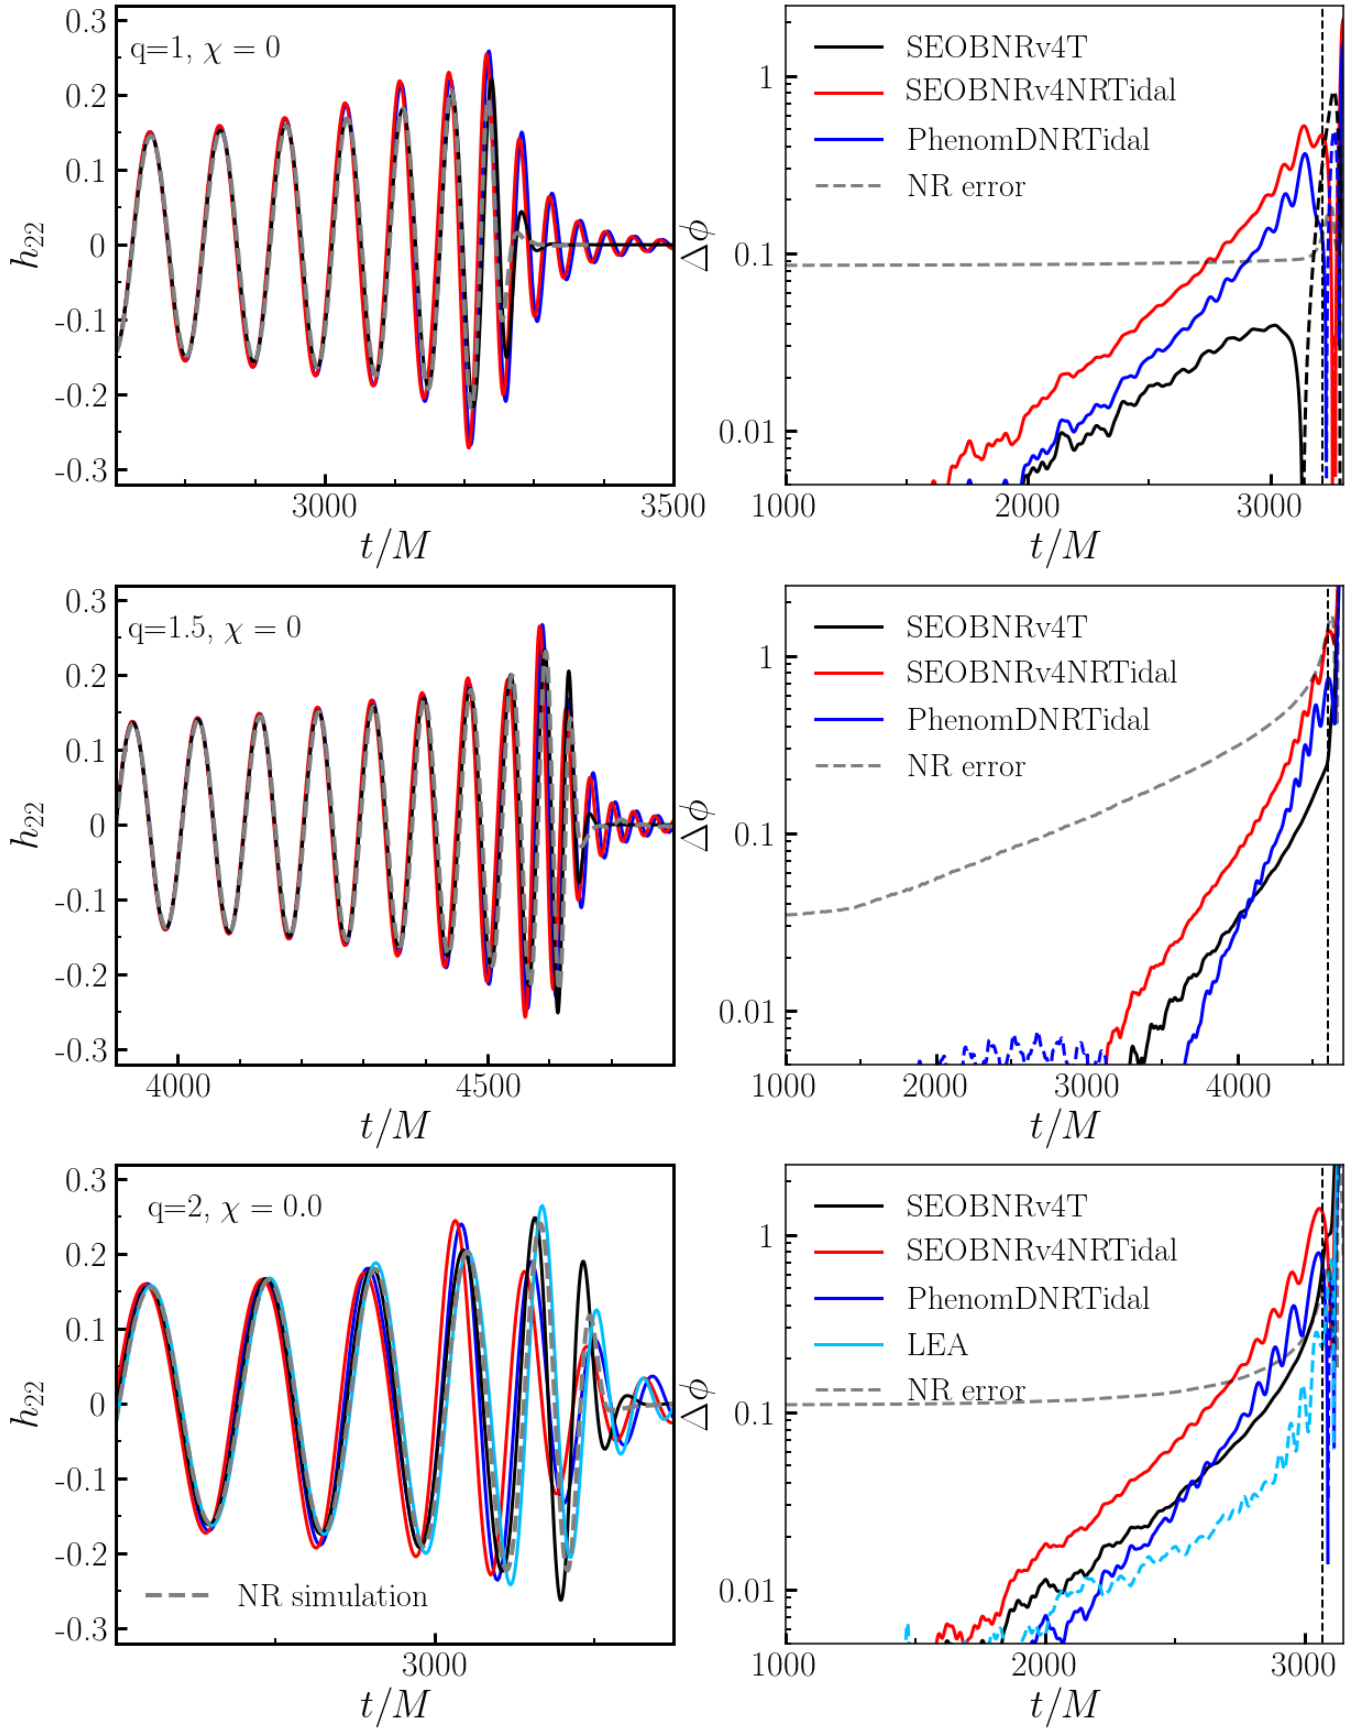 0.3
0.2
0.1
0
-0.1
-0.2
-0.3
h22
q=1, χ = 0
3000
3500
t/M
1
0.1
0.01
Δϕ
SEOBNRv4T
SEOBNRv4NRTidal
PhenomDNRTidal
NR error
1000
2000
3000
t/M
0.3
0.2
0.1
0
-0.1
-0.2
-0.3
h22
q=1.5, χ = 0
4000
4500
t/M
1
0.1
0.01
Δϕ
SEOBNRv4T
SEOBNRv4NRTidal
PhenomDNRTidal
NR error
1000
2000
3000
4000
t/M
0.3
0.2
0.1
0
-0.1
-0.2
-0.3
h22
q=2, χ = 0.0
NR simulation
3000
t/M
1
0.1
0.01
Δϕ
SEOBNRv4T
SEOBNRv4NRTidal
PhenomDNRTidal
LEA
NR error
1000
2000
3000
t/M